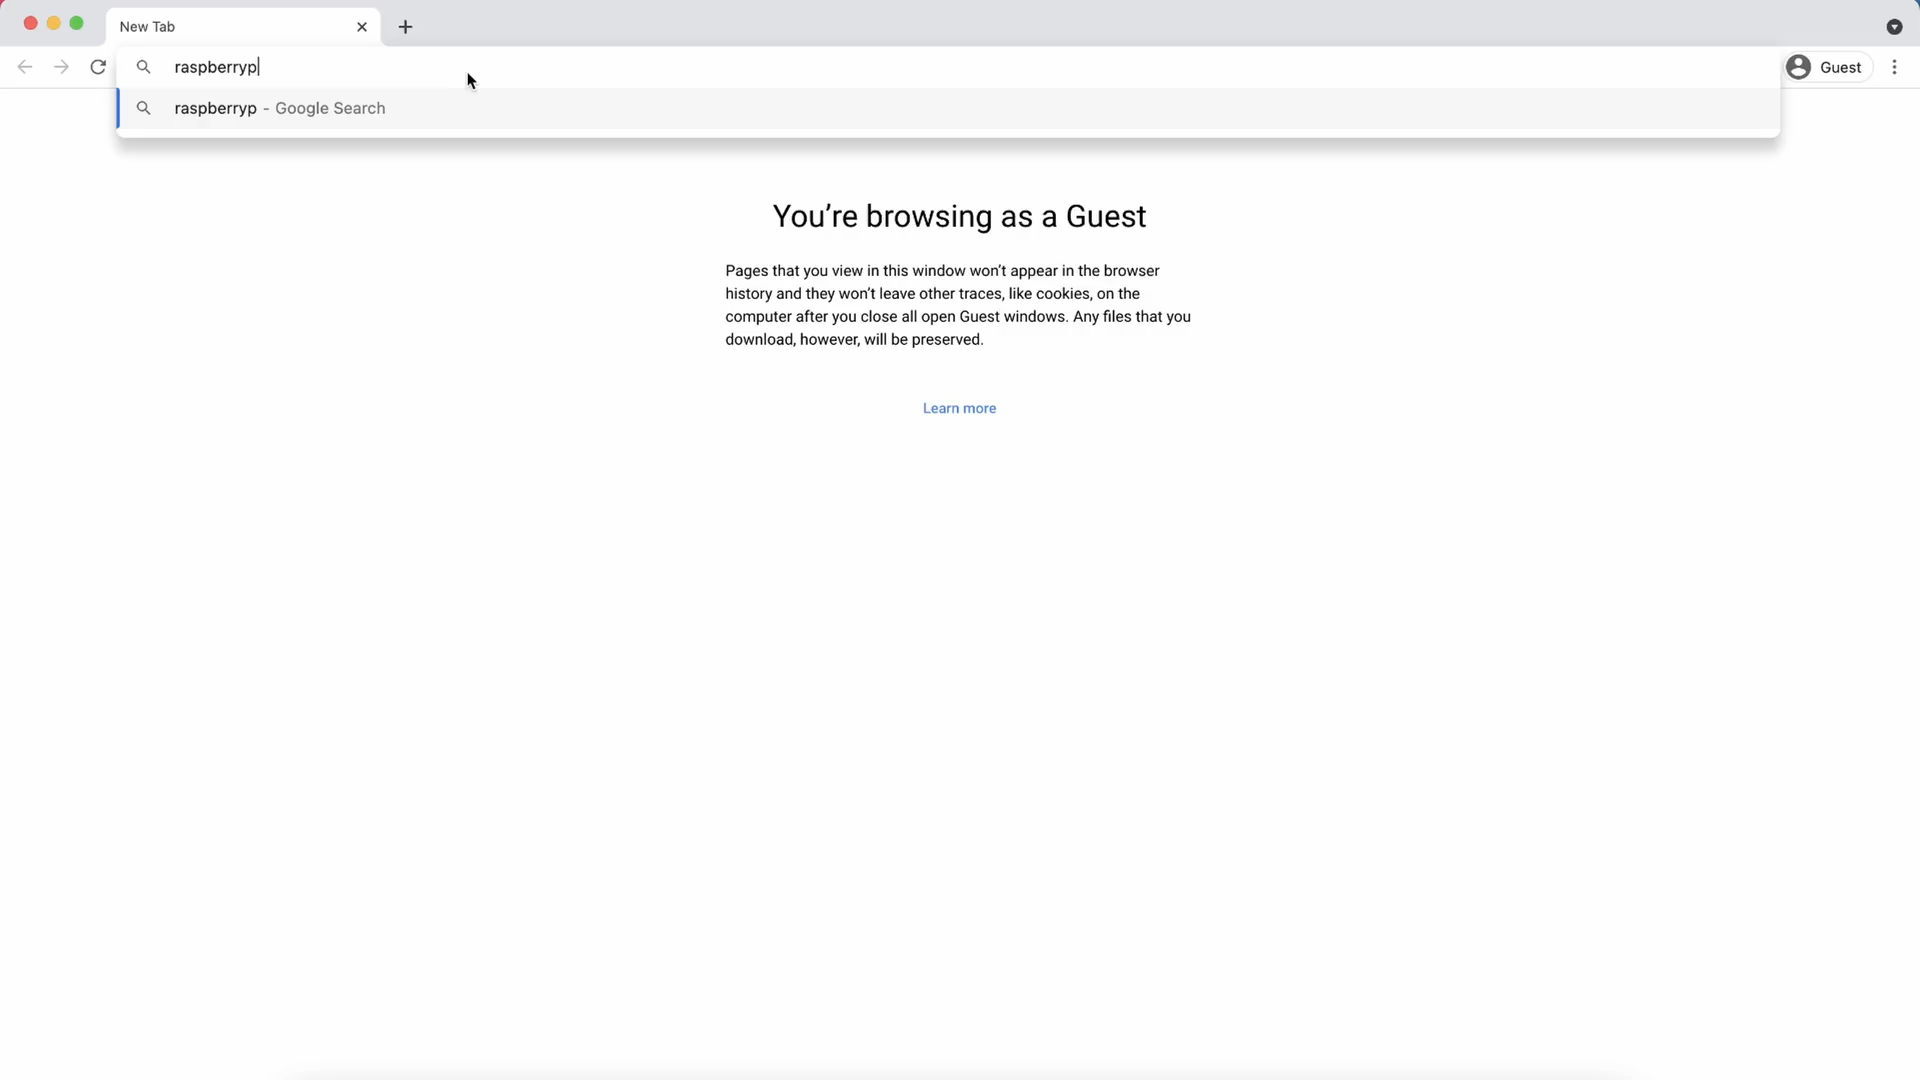 New Tab
raspberryp
Guest
raspberryp - Google Search
You’re browsing as a Guest
Pages that you view in this window won’t appear in the browser
history and they won’t leave other traces, like cookies, on the
computer after you close all open Guest windows. Any files that you
download, however, will be preserved.
Learn more